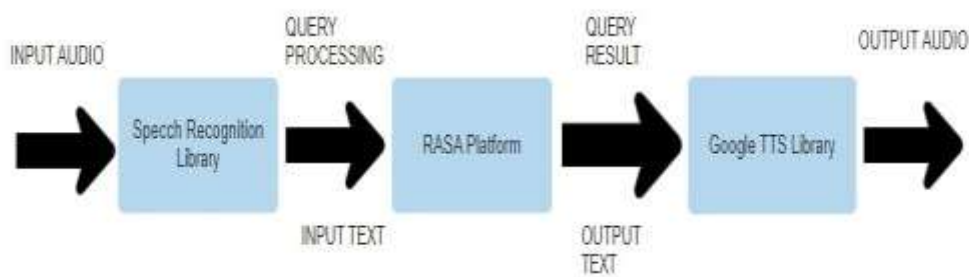 INPUT AUDIO
Specch Recognition
Library
QUERY
PROCESSING
INPUT TEXT
RASA Platform
QUERY
RESULT
OUTPUT
TEXT
Google TTS Library
OUTPUT AUDIO